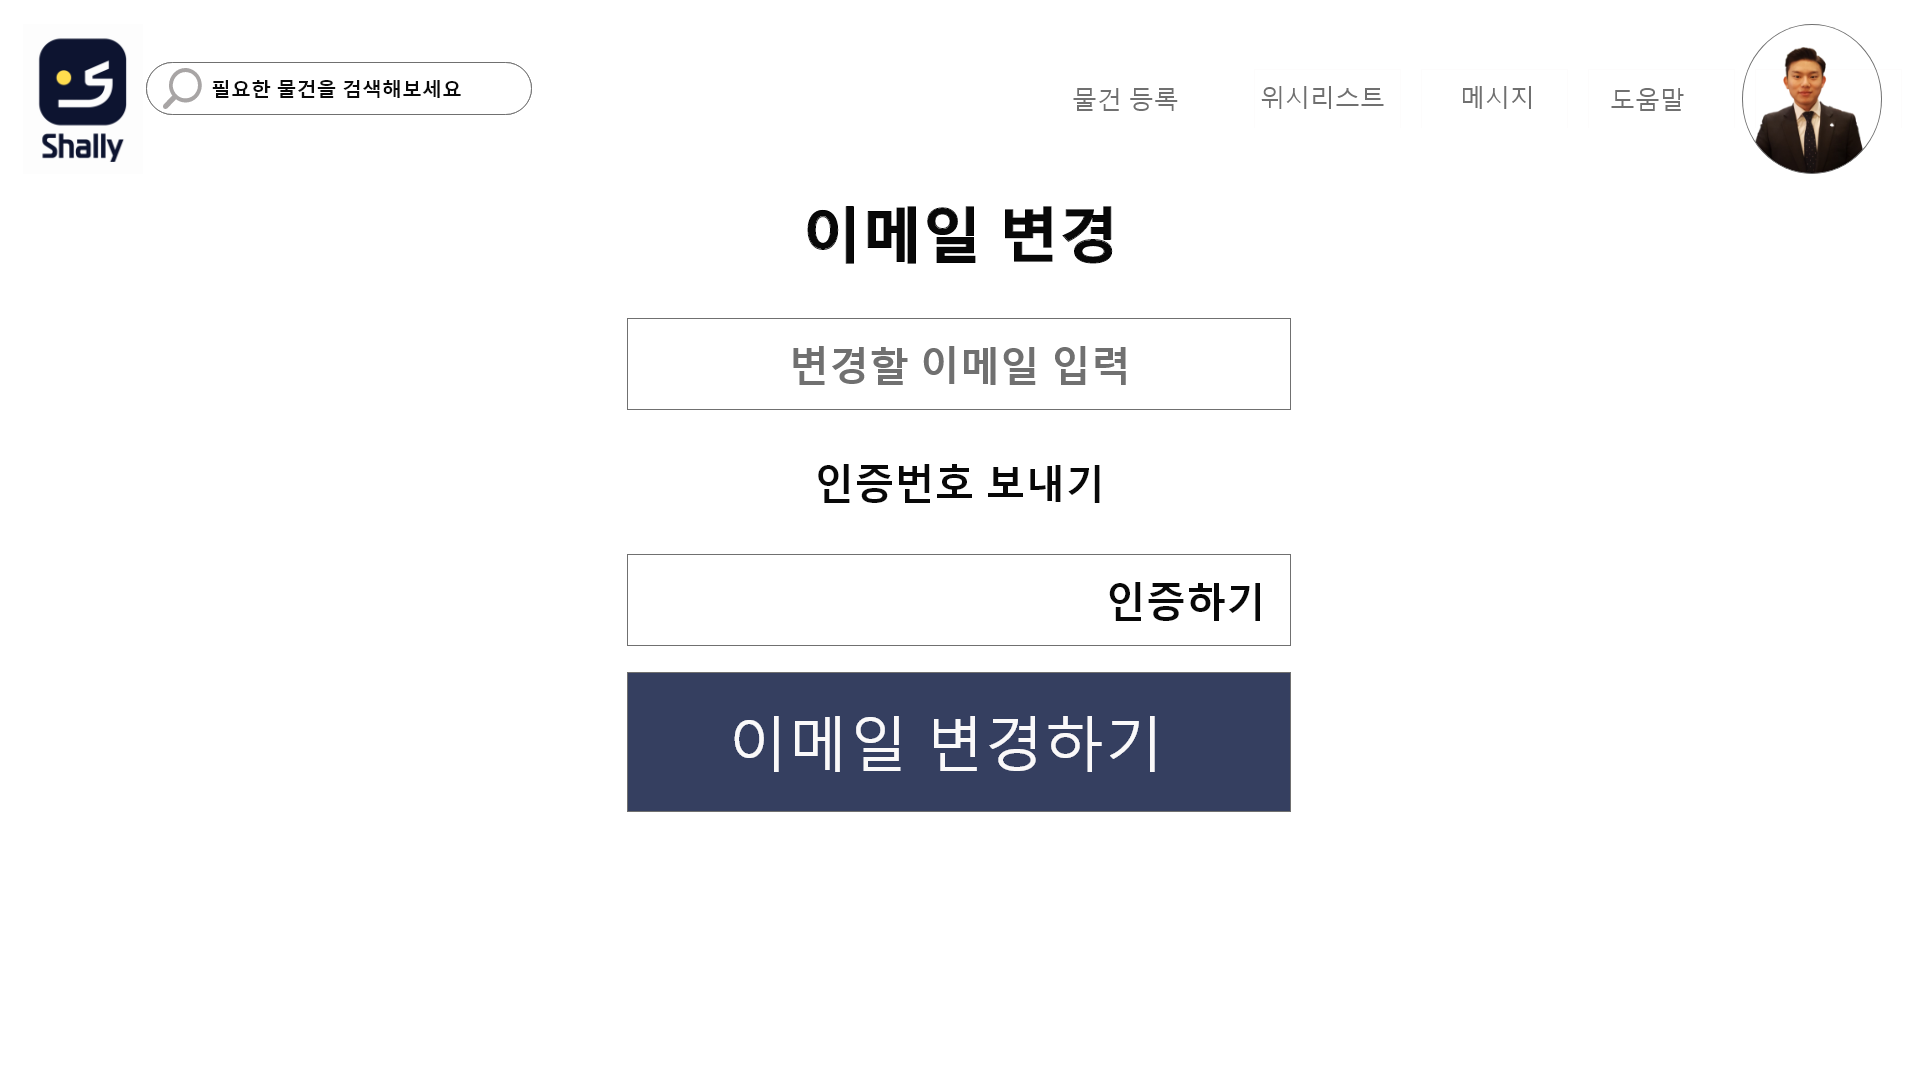 Shally
필요한 물건을 검색해보세요
물건 등록
위시리스트
메시지
도움말
이메일 변경
변경할 이메일 입력
인증번호 보내기
인증하기
이메일 변경하기